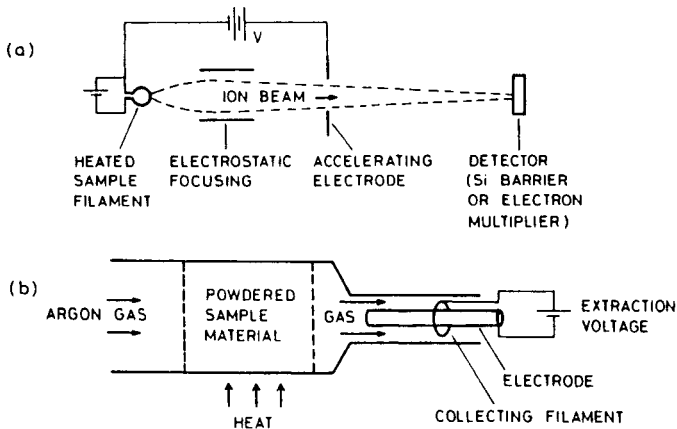 (a)
V
ION BEAM
HEATED
SAMPLE
FILAMENT
ELECTROSTATIC
FOCUSING
ACCELERATING
ELECTRODE
DETECTOR
(Si BARRIER
OR ELECTRON
MULTIPLIER)
(b)
ARGON GAS
POWDERED
SAMPLE
MATERIAL
GAS
EXTRACTION
VOLTAGE
ELECTRODE
COLLECTING FILAMENT
HEAT